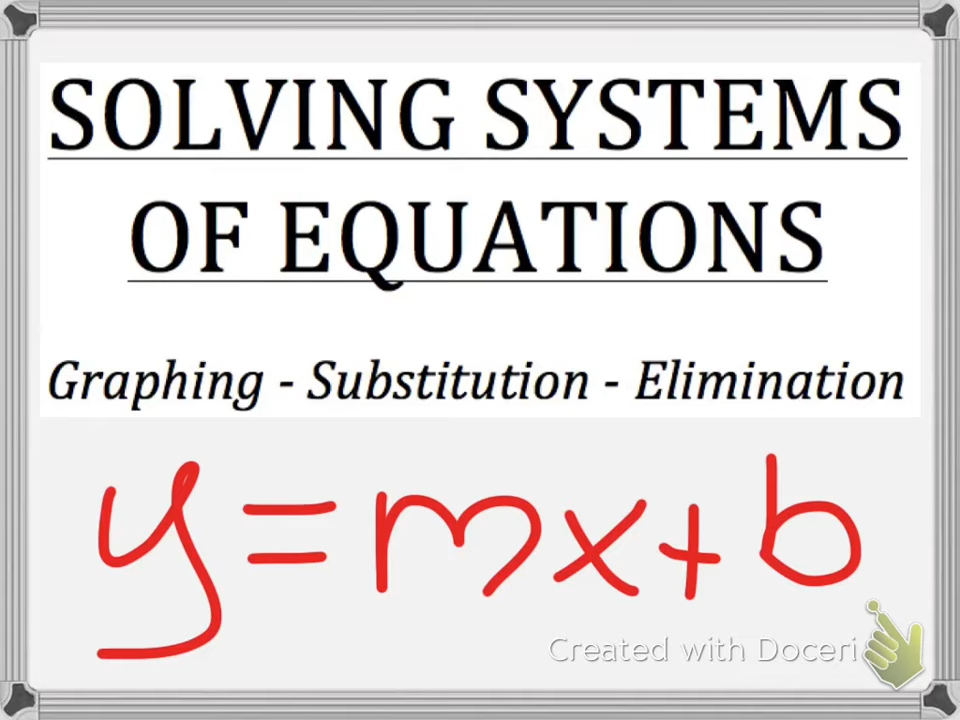 SOLVING SYSTEMS
OF EQUATIONS
Graphing - Substitution - Elimination
y=mx+b
Created with Doceri